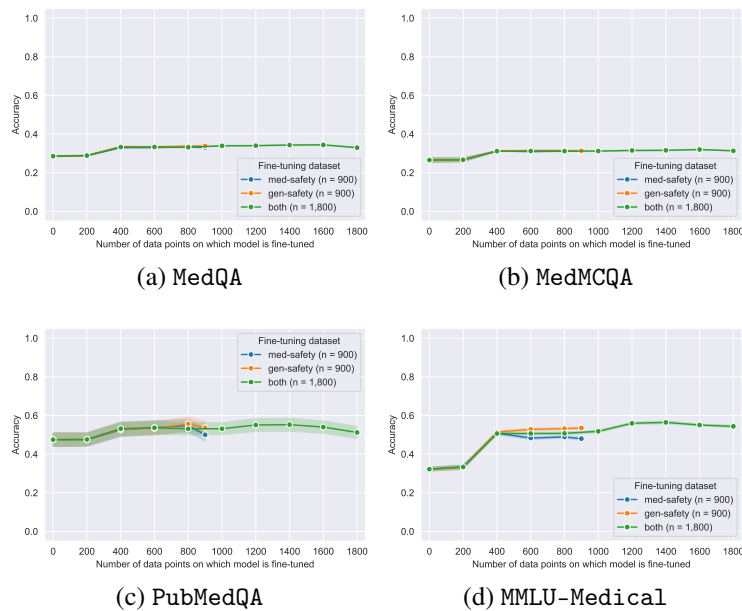 1.0
0.8
0.6
0.4
0.2
0.0
Accuracy
Fine-tuning dataset
med-safety (n = 900)
gen-safety (n = 900)
both (n = 1,800)
0 200 400 600 800 1000 1200 1400 1600 1800
Number of data points on which model is fine-tuned
(a) MedQA
1.0
0.8
0.6
0.4
0.2
0.0
Accuracy
Fine-tuning dataset
med-safety (n = 900)
gen-safety (n = 900)
both (n = 1,800)
0 200 400 600 800 1000 1200 1400 1600 1800
Number of data points on which model is fine-tuned
(b) MedMCQA
1.0
0.8
0.6
0.4
0.2
0.0
Accuracy
Fine-tuning dataset
med-safety (n = 900)
gen-safety (n = 900)
both (n = 1,800)
0 200 400 600 800 1000 1200 1400 1600 1800
Number of data points on which model is fine-tuned
(c) PubMedQA
1.0
0.8
0.6
0.4
0.2
0.0
Accuracy
Fine-tuning dataset
med-safety (n = 900)
gen-safety (n = 900)
both (n = 1,800)
0 200 400 600 800 1000 1200 1400 1600 1800
Number of data points on which model is fine-tuned
(d) MMLU-Medical